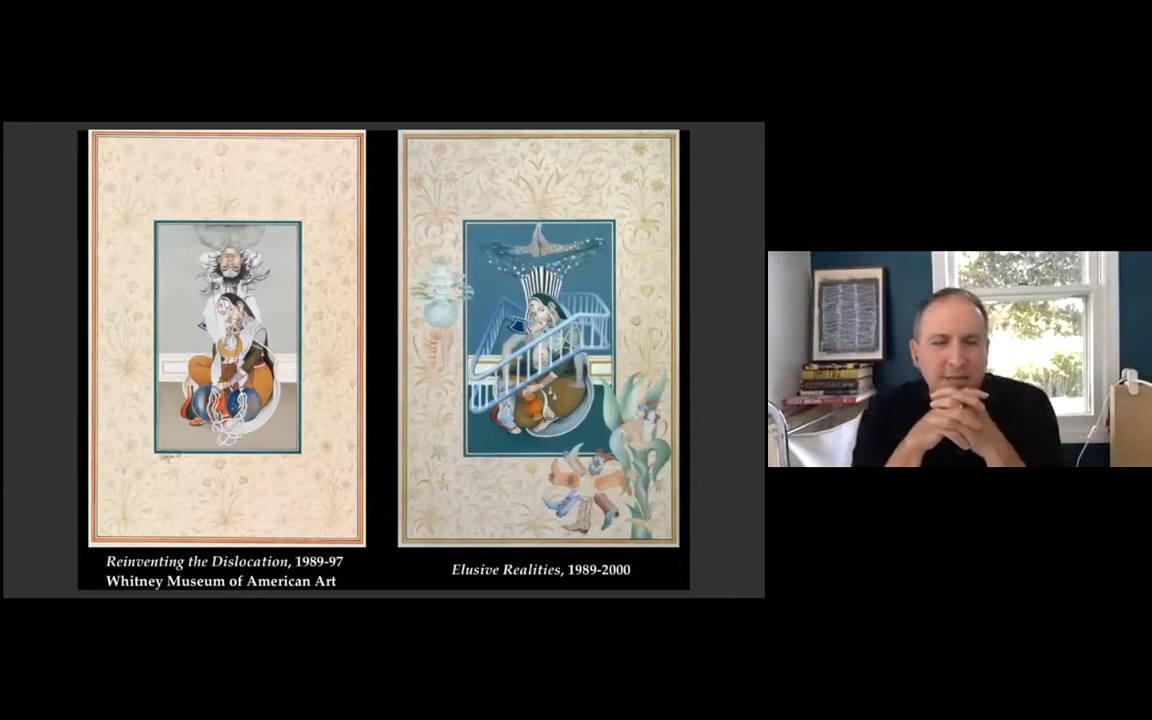 Reinventing the Dislocation, 1989-97
Whitney Museum of American Art
Elusive Realities, 1989-2000